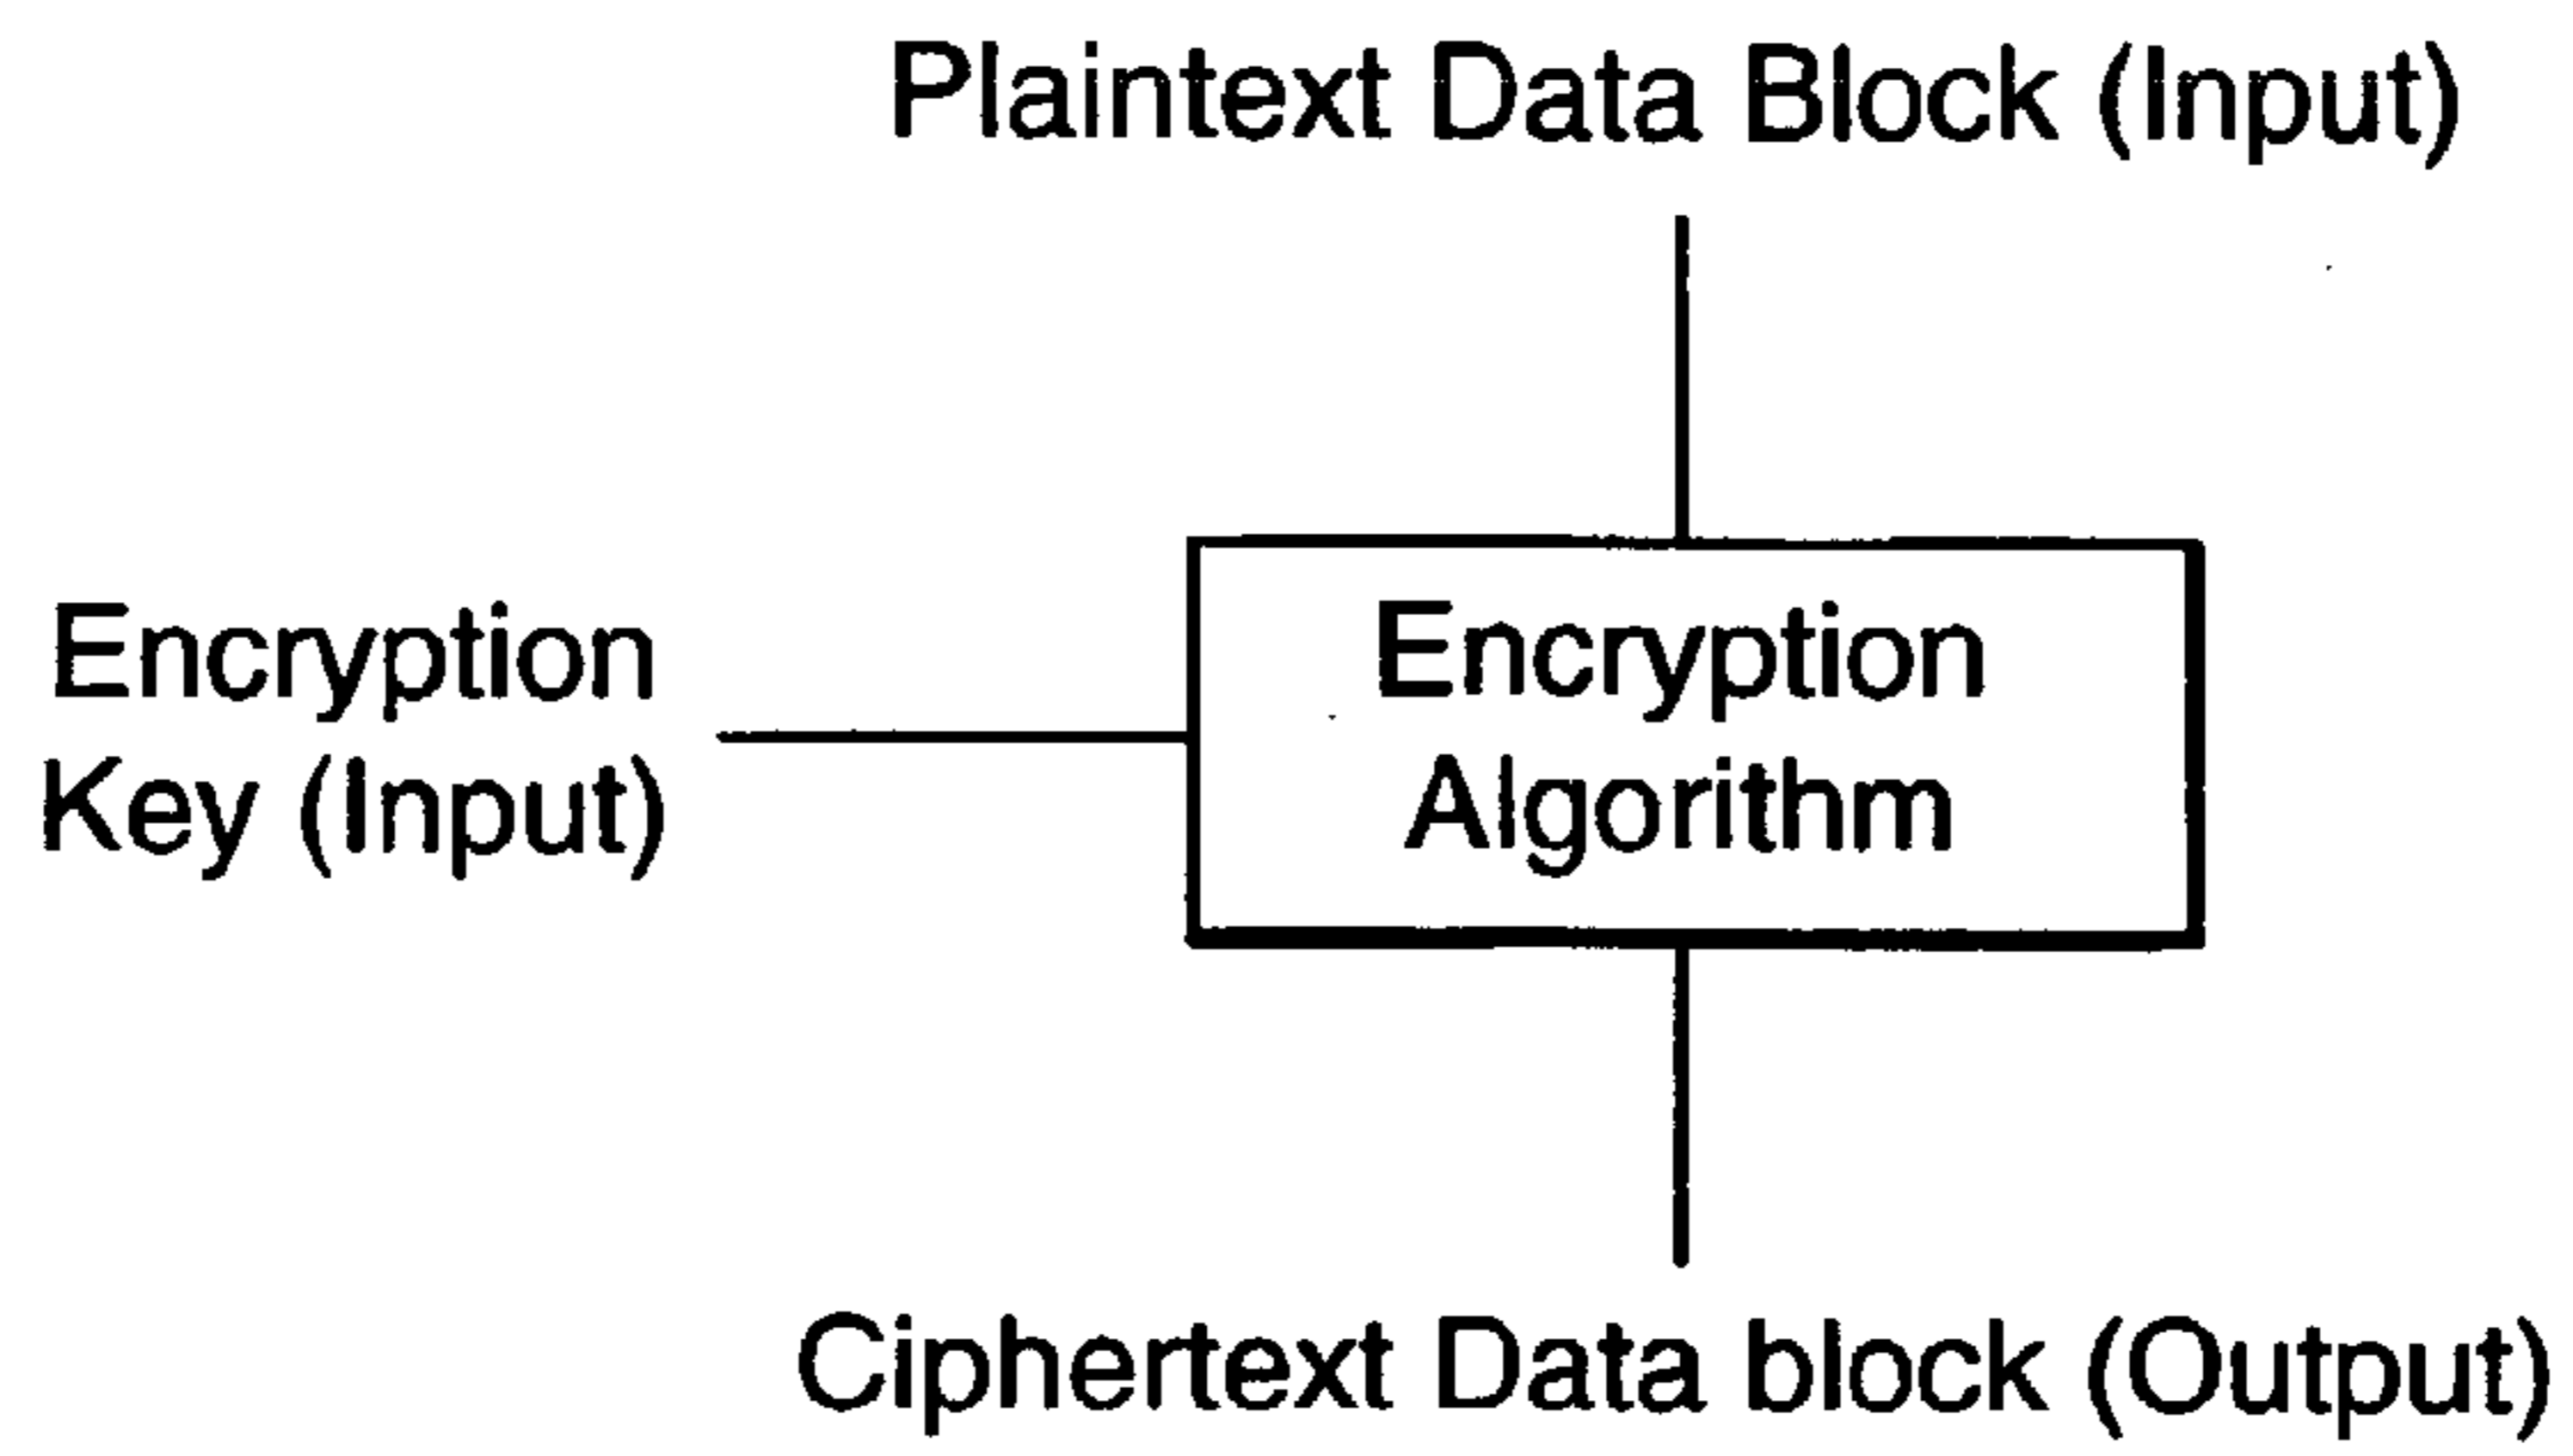 Plaintext Data Block (Input)
Encryption
Key (Input)
Encryption
Algorithm
Ciphertext Data block (Output)